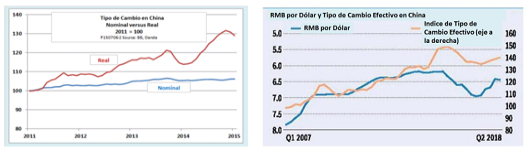 Tipo de Cambio en China
Nominal versus Real
2011 = 100
140
130
120
110
100
90
80
Real
Nominal
2011
2012
2013
2014
2015
RMB por Dólar y Tipo de Cambio Efectivo en China
RMB por Dólar
Indice de Tipo de
Cambio Efectivo (eje a
la derecha)
5.0
5.5
6.0
6.5
7.0
7.5
8.0
150
140
130
120
110
100
90
80
Q1 2007
Q2 2018